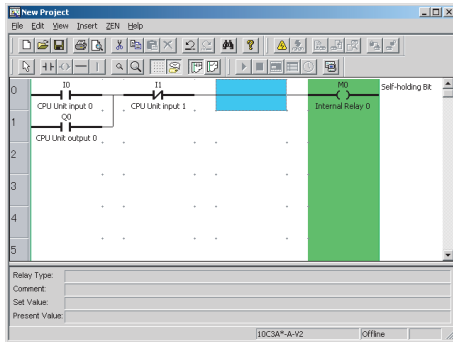 New Project
File Edit View Insert ZEN Help
0 I0 I1 M0 Self-holding Bit
CPU Unit input 0 CPU Unit input 1 Internal Relay 0
1 Q0
CPU Unit output 0
2
3
4
5
Relay Type:
Comment:
Set Value:
Present Value:
10C3A*-A-V2 Offline